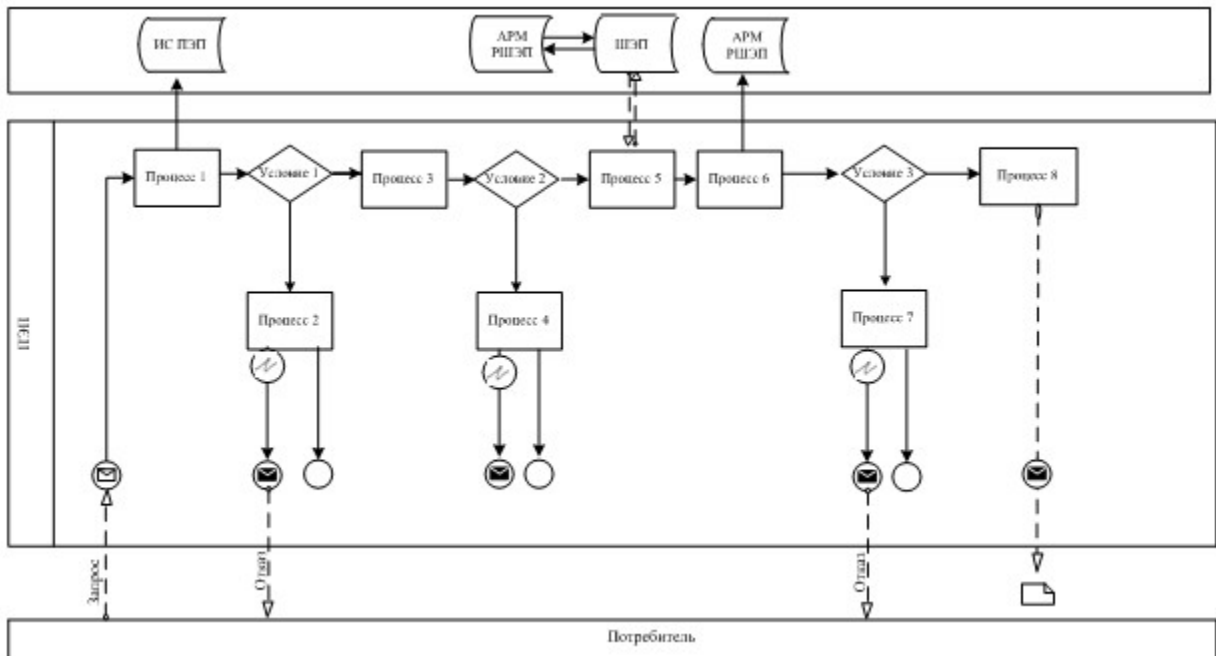 ИС ПЭП
АРМ
РШЭП
ШЭП
АРМ
РШЭП
Процесс 1
Условие 1
Процесс 3
Условие 2
Процесс 5
Процесс 6
Условие 3
Процесс 8
Процесс 2
Процесс 4
Процесс 7
Запрос
Отказ
Отказ
Потребитель